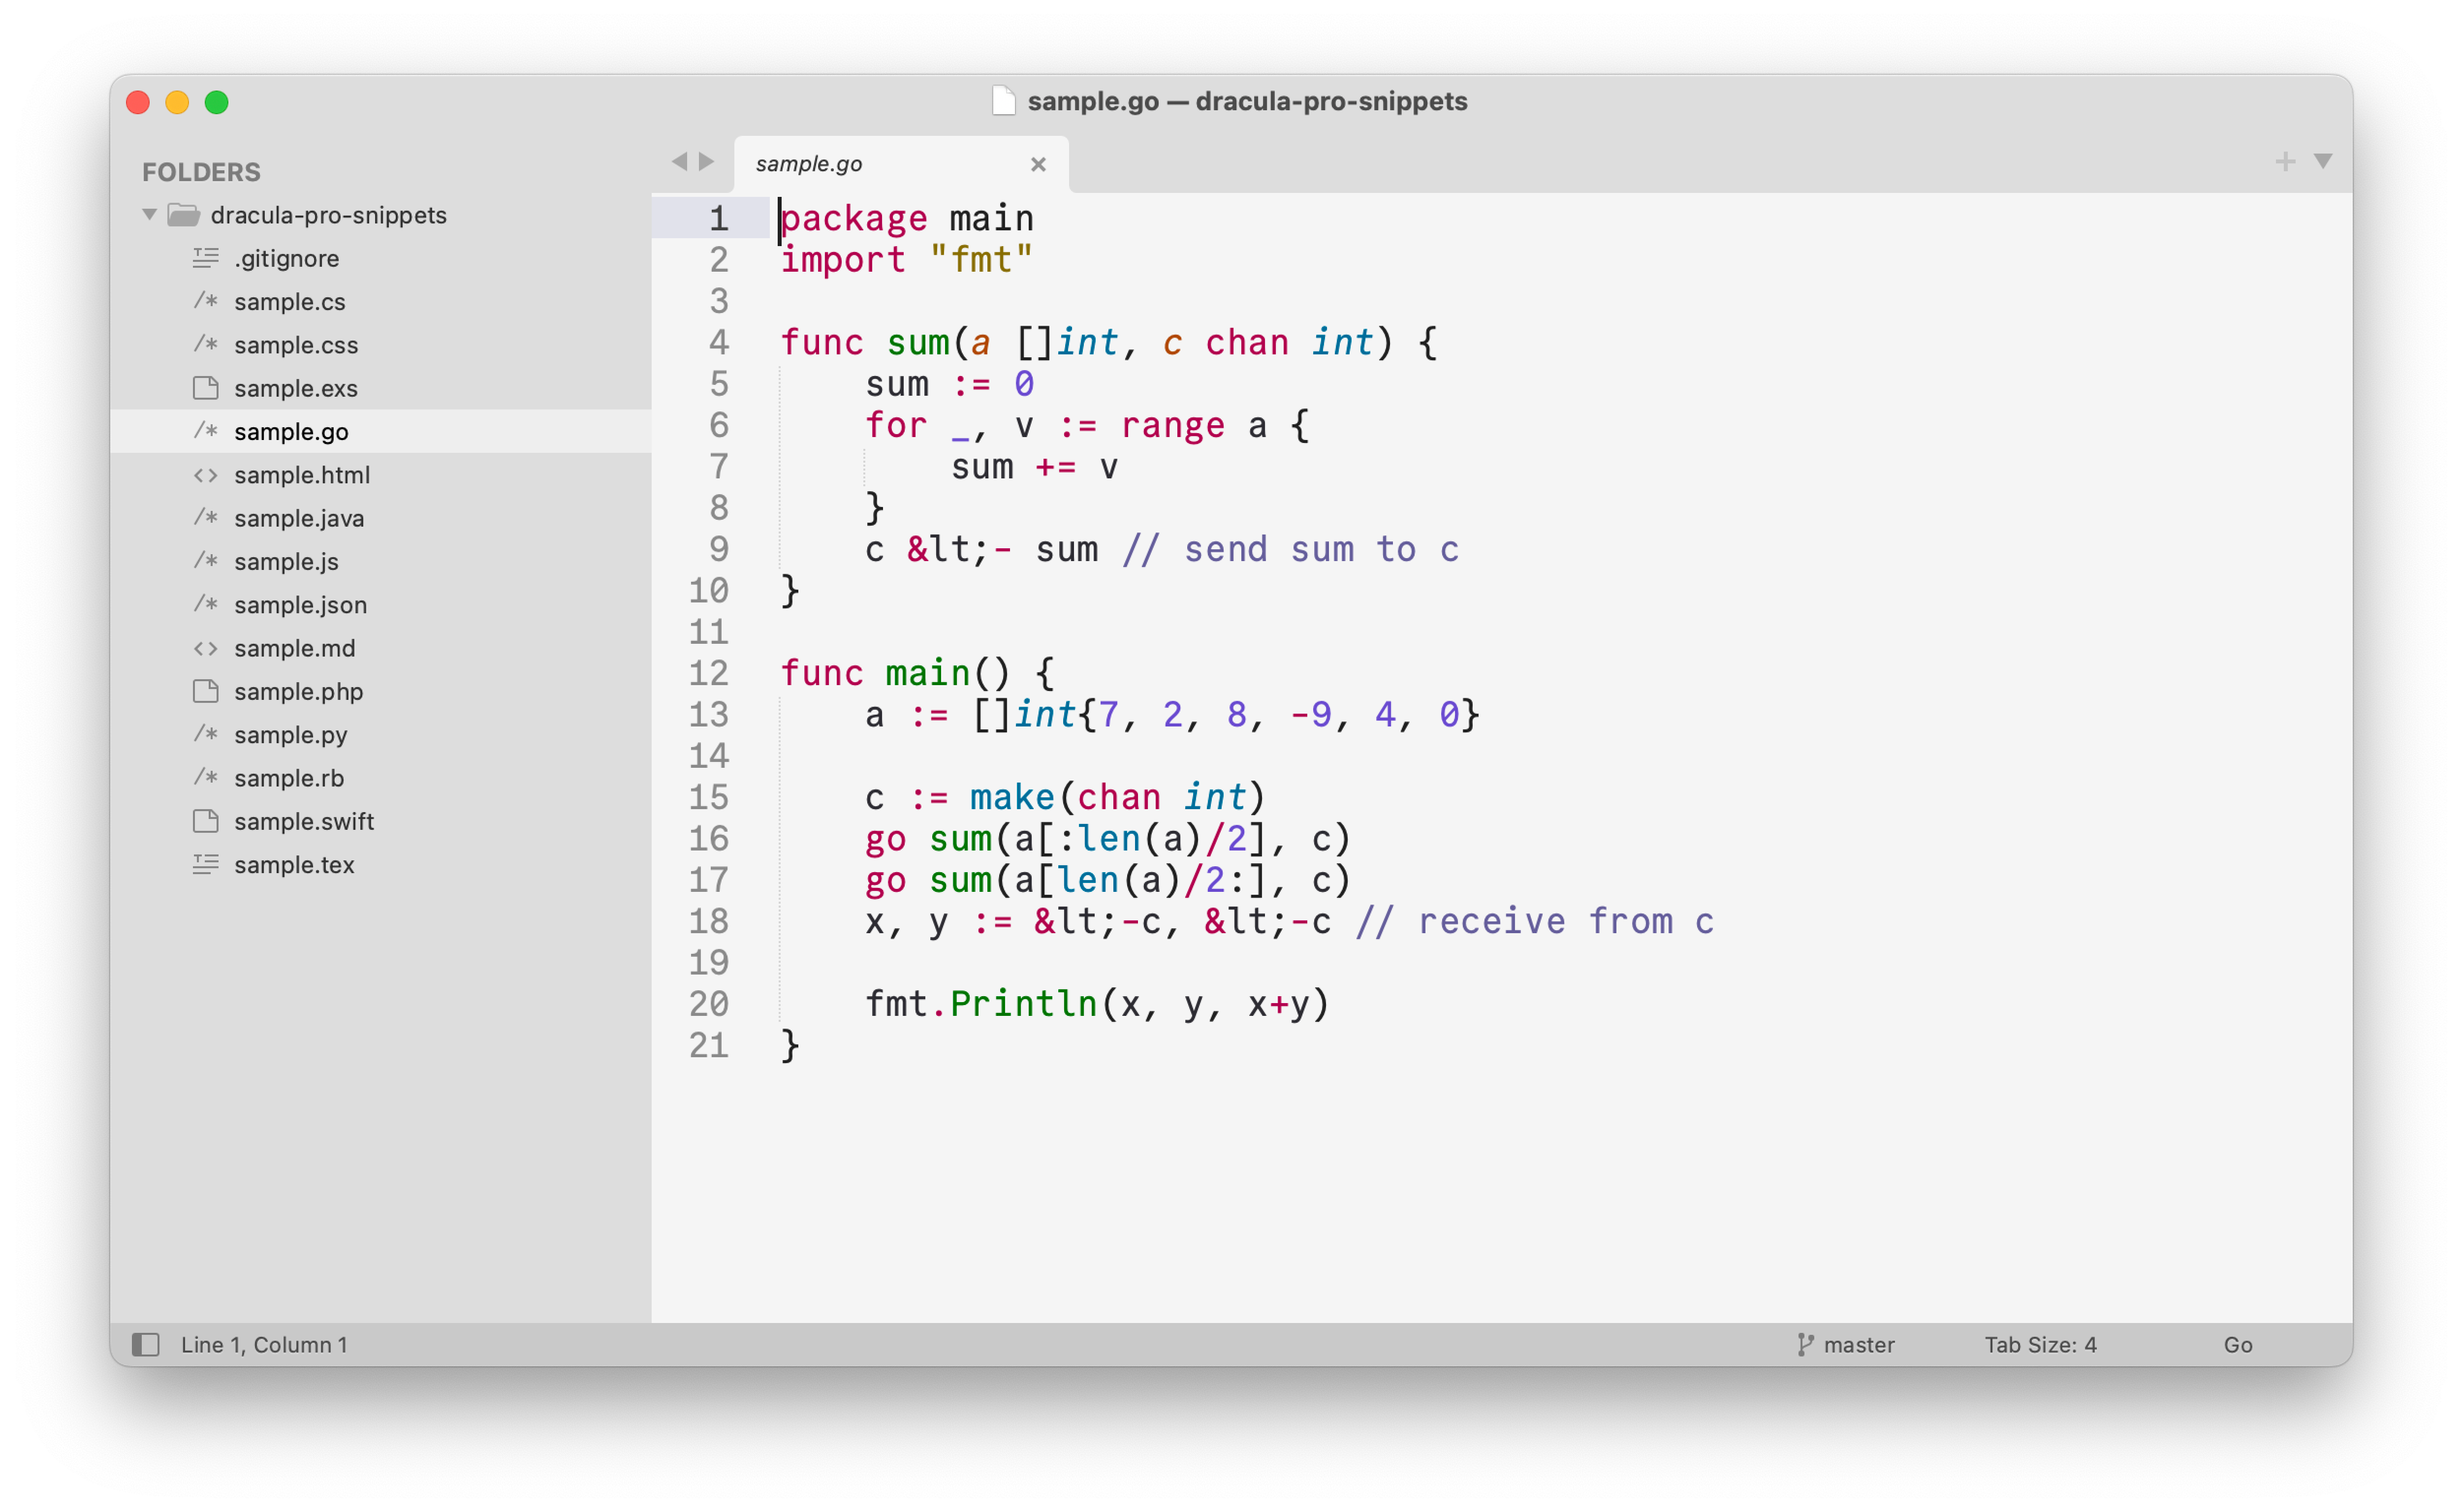 sample.go — dracula-pro-snippets
FOLDERS
dracula-pro-snippets
.gitignore
sample.cs
sample.css
sample.exs
sample.go
sample.html
sample.java
sample.js
sample.json
sample.md
sample.php
sample.py
sample.rb
sample.swift
sample.tex
sample.go
1 package main
2 import "fmt"
3
4 func sum(a []int, c chan int) {
5     sum := 0
6     for _, v := range a {
7         sum += v
8     }
9     c &lt;- sum // send sum to c
10 }
11
12 func main() {
13     a := []int{7, 2, 8, -9, 4, 0}
14
15     c := make(chan int)
16     go sum(a[:len(a)/2], c)
17     go sum(a[len(a)/2:], c)
18     x, y := &lt;-c, &lt;-c // receive from c
19
20     fmt.Println(x, y, x+y)
21 }
Line 1, Column 1 master Tab Size: 4 Go